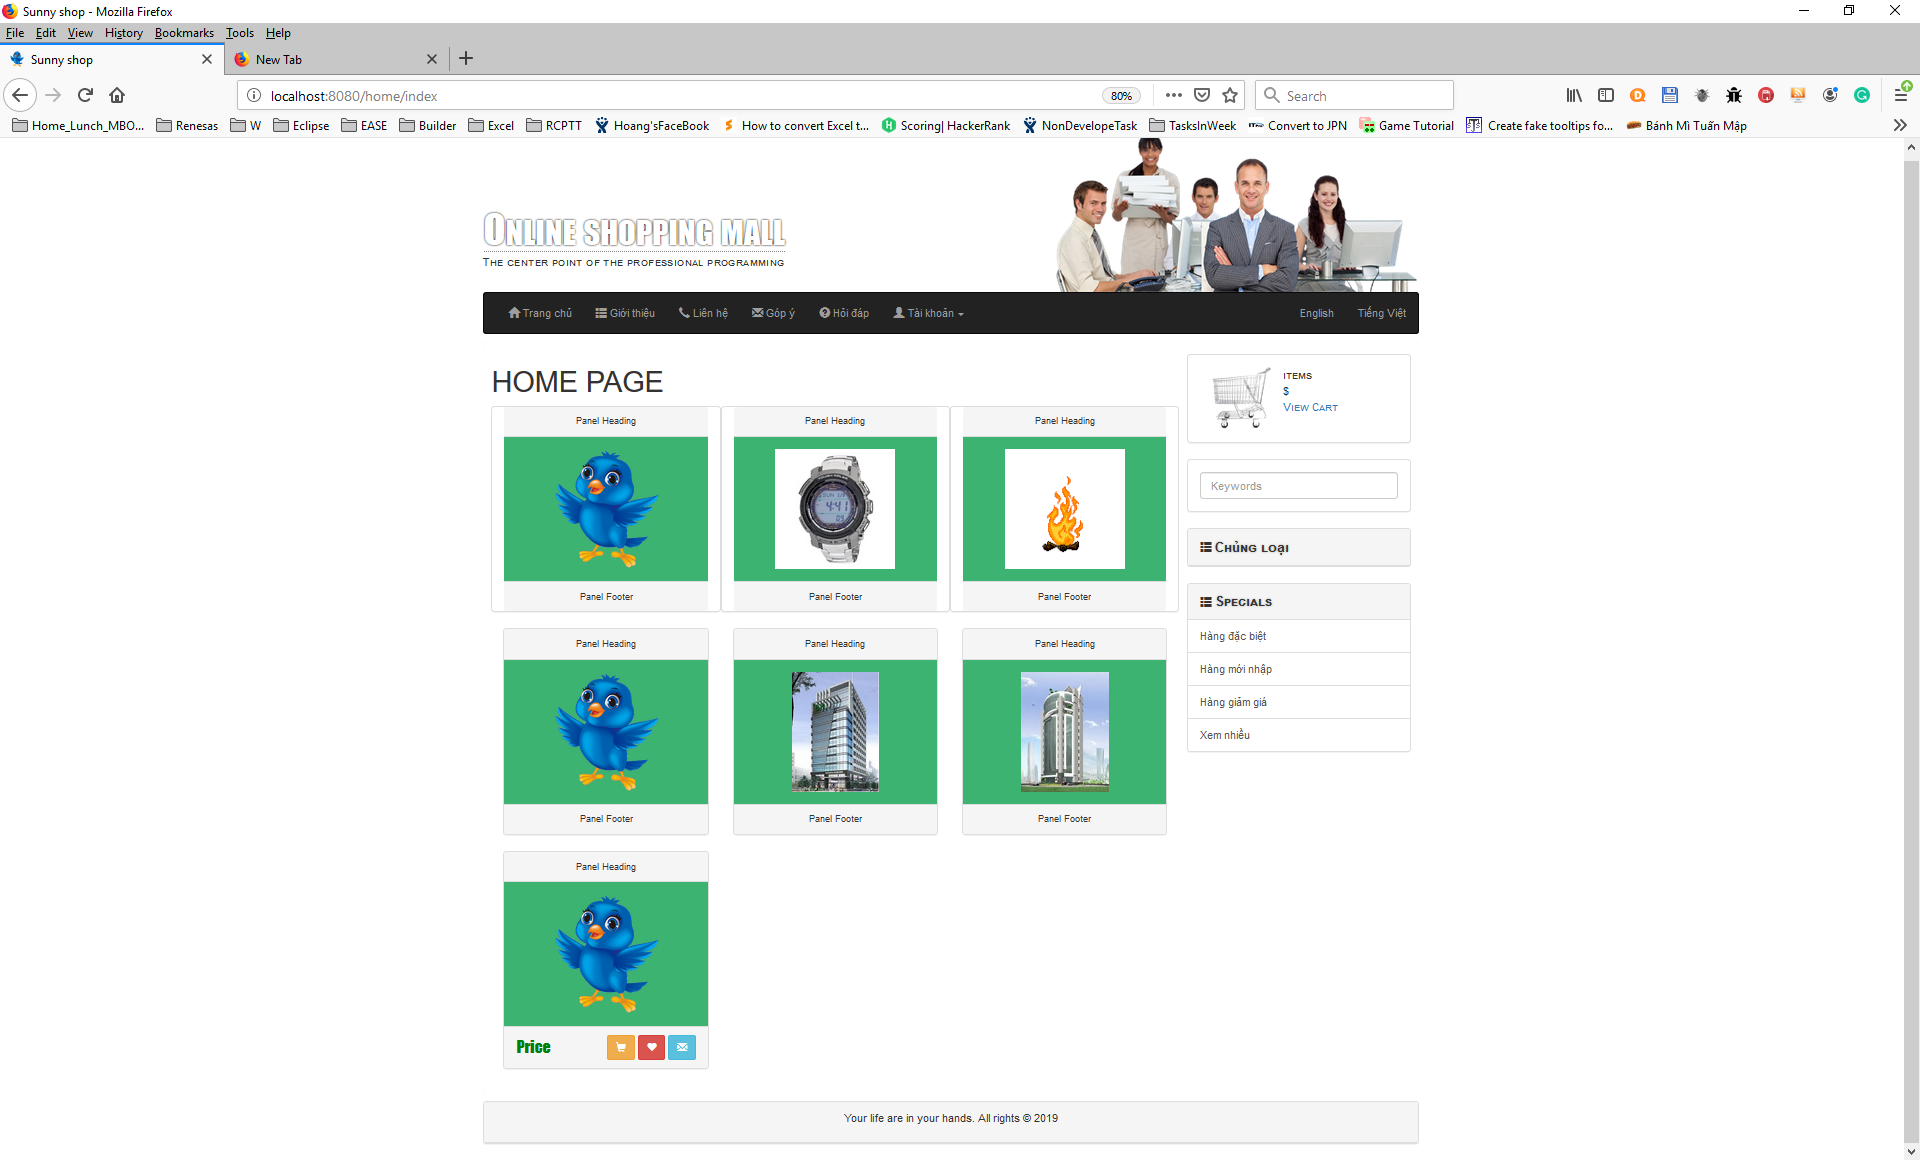 Sunny shop - Mozilla Firefox
File Edit View History Bookmarks Tools Help
Sunny shop New Tab
localhost:8080/home/index 80% Search
Home_Lunch_MBO... Renesas W Eclipse EASE Builder Excel RCPTT Hoang'sFaceBook How to convert Excel t... Scoring| HackerRank NonDevelopeTask TasksInWeek Convert to JPN Game Tutorial Create fake tooltips fo... Bánh Mì Tuấn Mập
Online shopping mall
The center point of the professional programming
Trang chủ Giới thiệu Liên hệ Góp ý Hỏi đáp Tài khoản English Tiếng Việt
HOME PAGE
Panel Heading Panel Heading Panel Heading
SUN
4:41
Panel Footer Panel Footer Panel Footer
Panel Heading Panel Heading Panel Heading
Panel Footer Panel Footer Panel Footer
Panel Heading
Price
items
$
View Cart
Keywords
Chủng loại
Specials
Hàng đặc biệt
Hàng mới nhập
Hàng giảm giá
Xem nhiều
Your life are in your hands. All rights © 2019